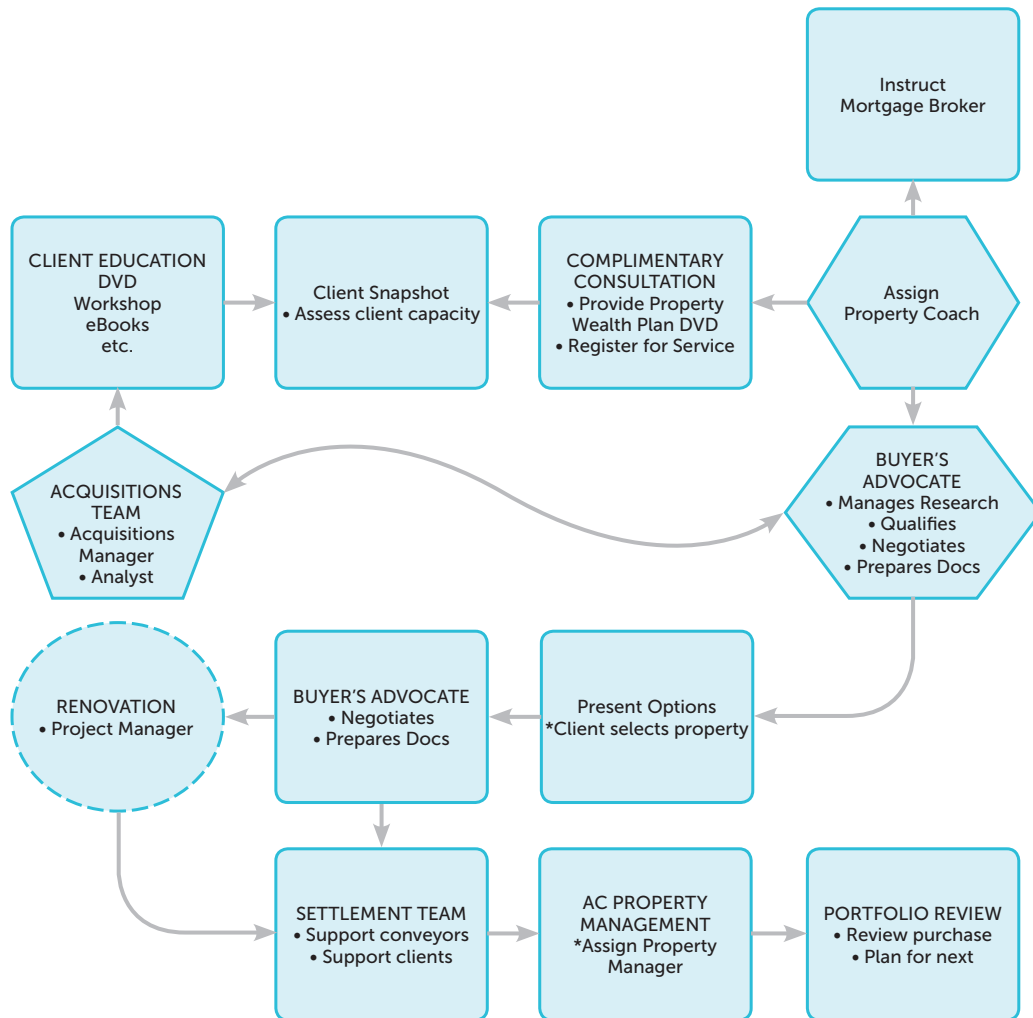 Instruct
Mortgage Broker
CLIENT EDUCATION
DVD
Workshop
eBooks
etc.
Client Snapshot
• Assess client capacity
COMPLIMENTARY
CONSULTATION
• Provide Property
Wealth Plan DVD
• Register for Service
Assign
Property Coach
ACQUISITIONS
TEAM
• Acquisitions
Manager
• Analyst
BUYER'S
ADVOCATE
• Manages Research
• Qualifies
• Negotiates
• Prepares Docs
RENOVATION
• Project Manager
BUYER'S ADVOCATE
• Negotiates
• Prepares Docs
Present Options
*Client selects property
SETTLEMENT TEAM
• Support conveyors
• Support clients
AC PROPERTY
MANAGEMENT
*Assign Property
Manager
PORTFOLIO REVIEW
• Review purchase
• Plan for next